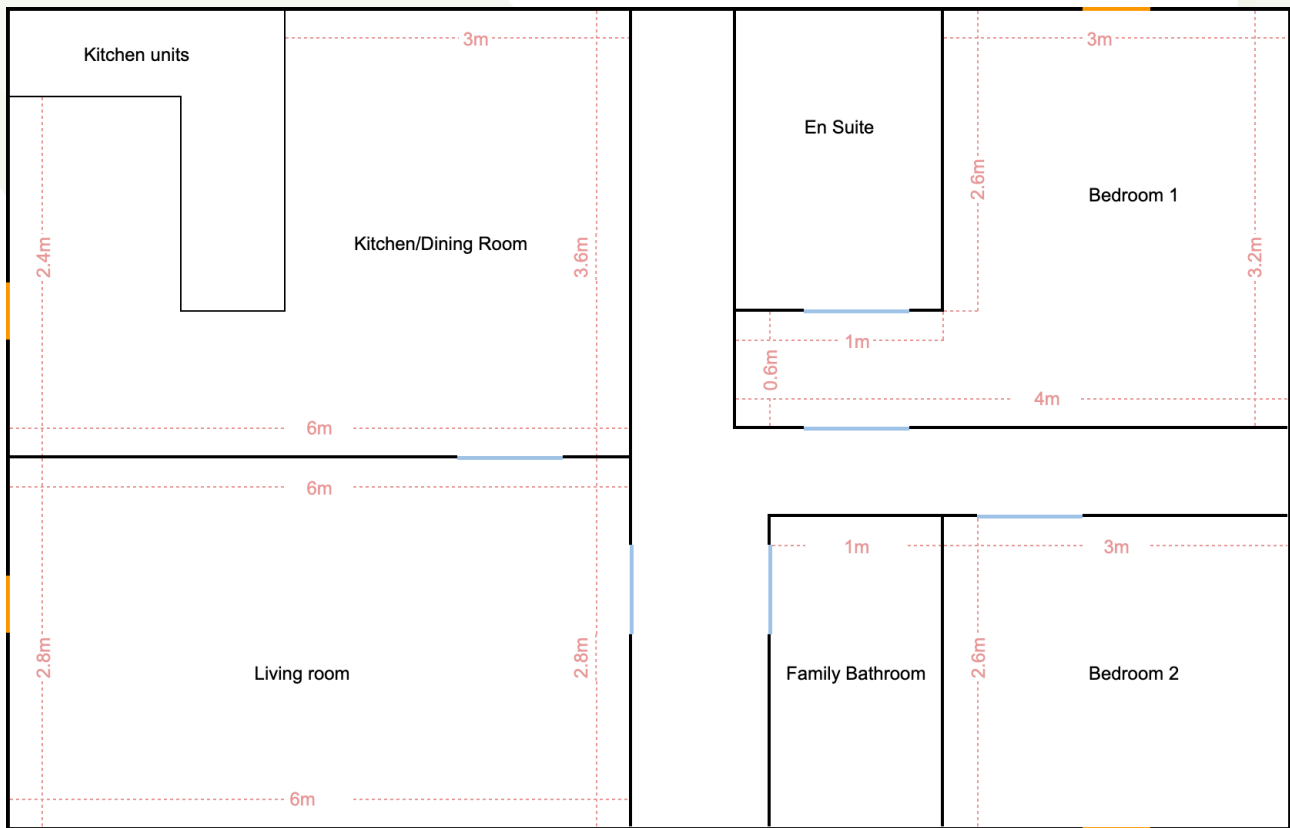 3m
3m
Kitchen units
En Suite
2.6m
Bedroom 1
Kitchen/Dining Room
2.4m
3.6m
3.2m
1m
0.6m
4m
6m
6m
1m
3m
2.8m
2.8m
2.6m
Living room
Family Bathroom
Bedroom 2
6m